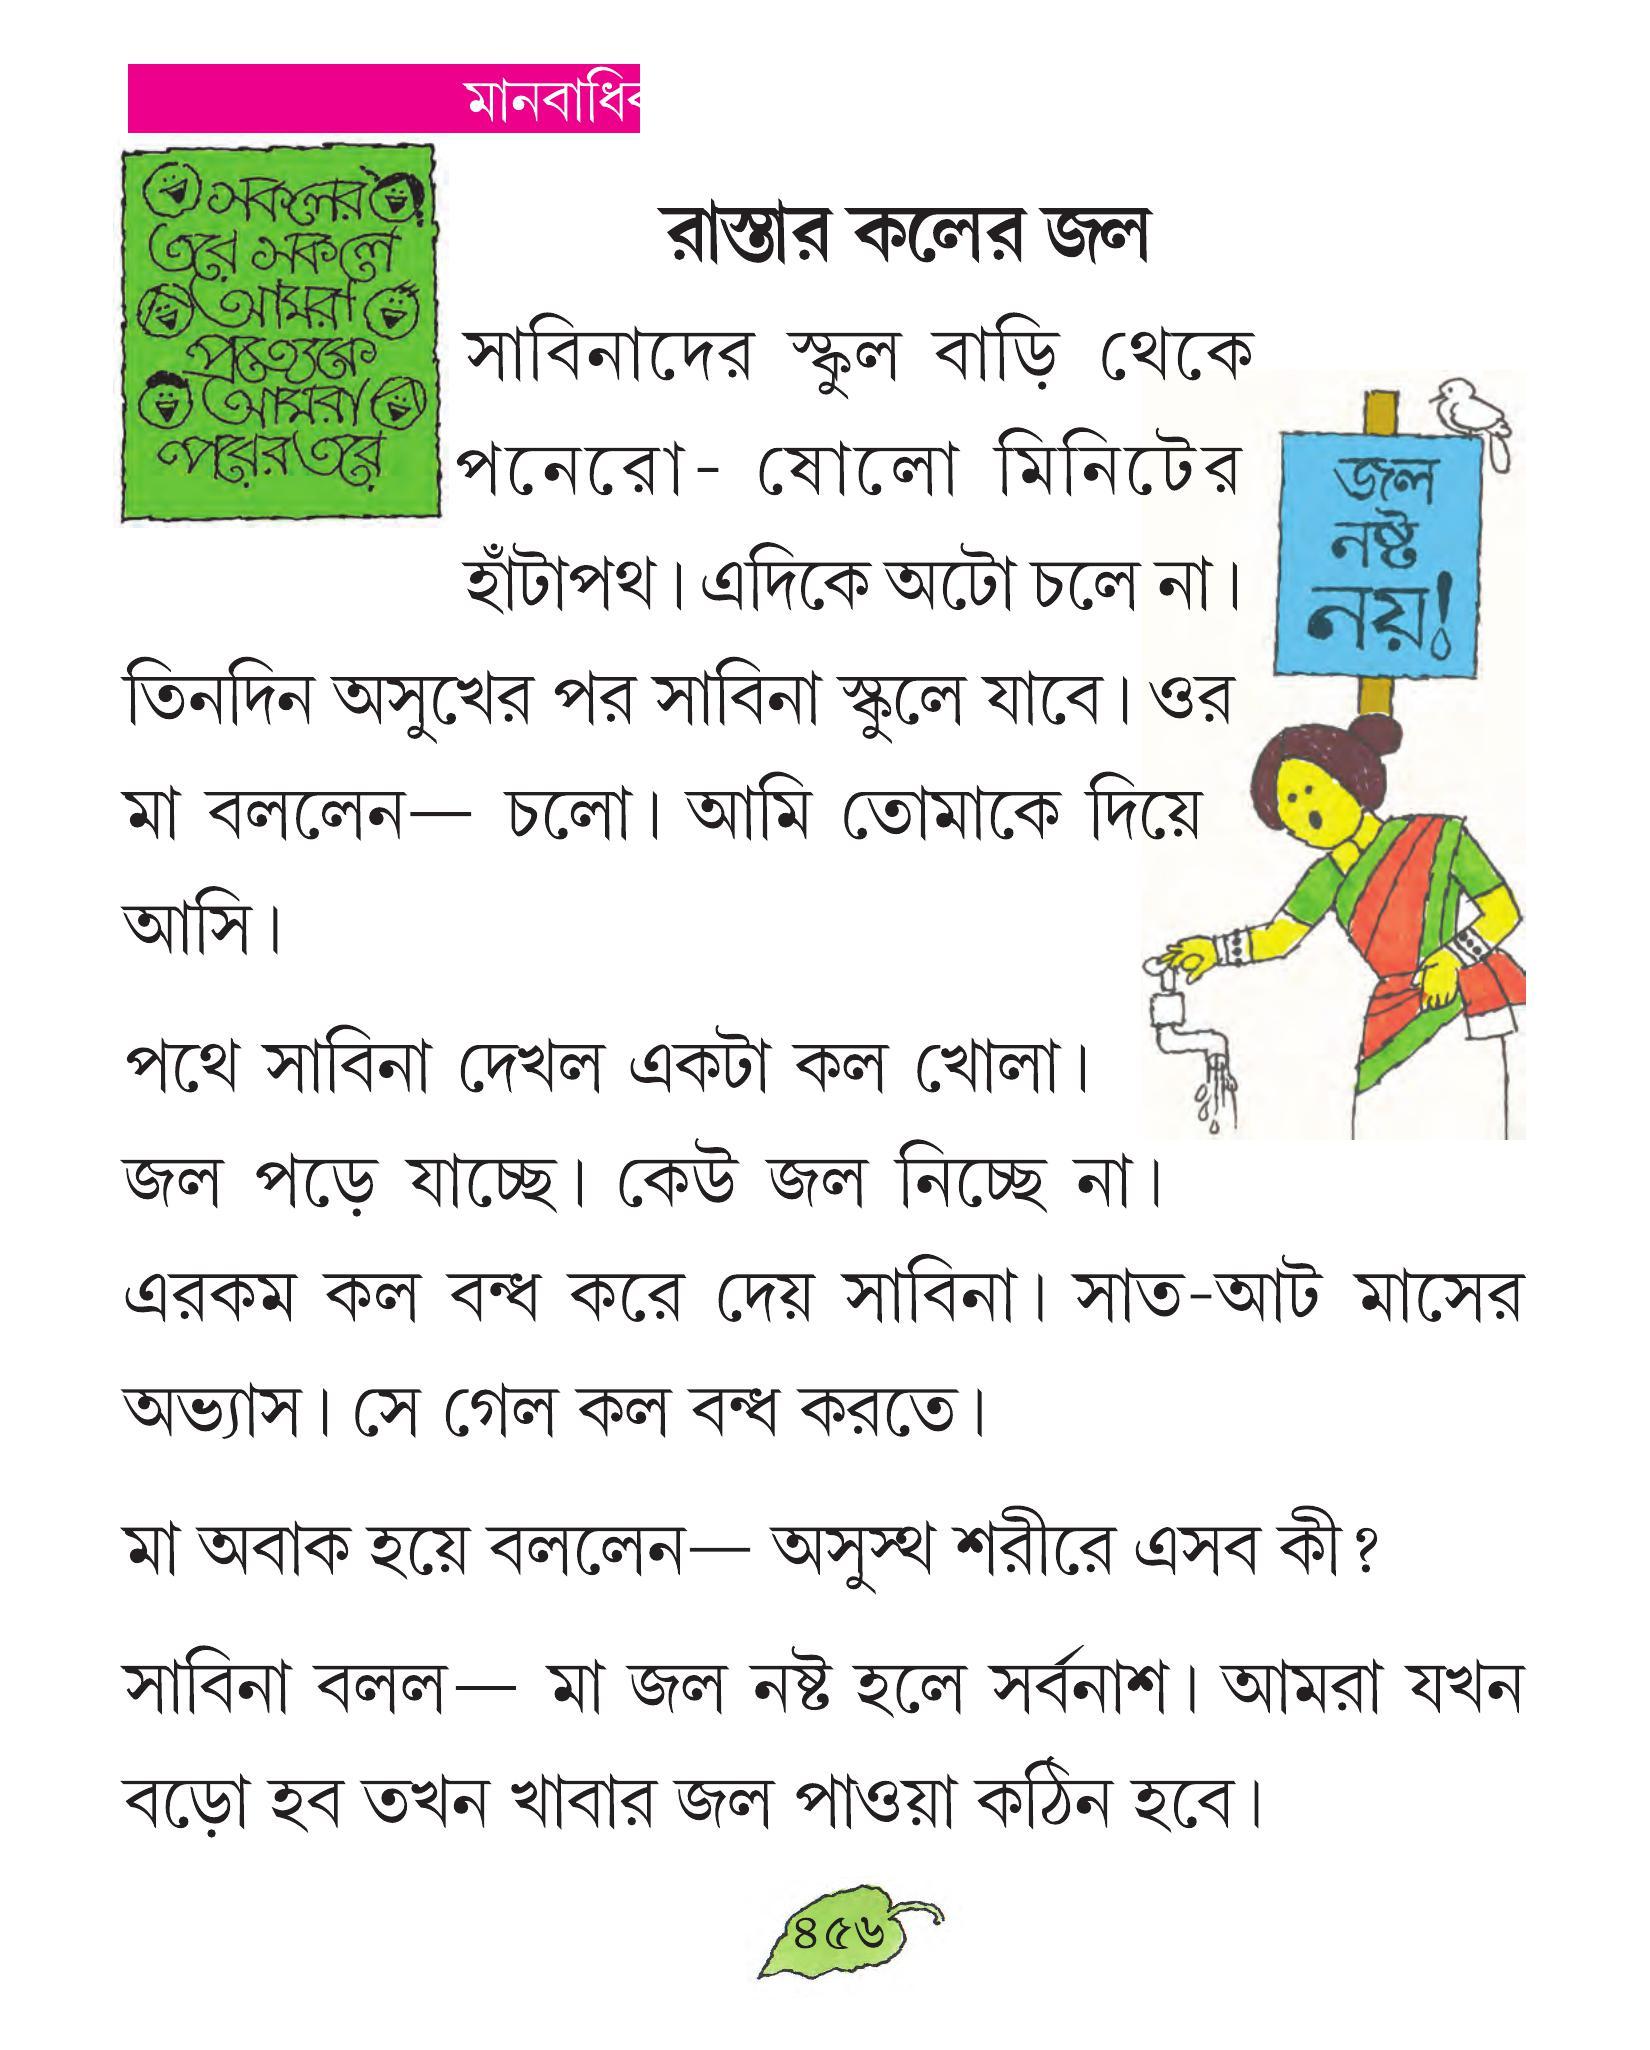 সকলের
তরে সকলে
আমরা
প্রত্যেকে
আমরা
পরের তরে
রাস্তার কলের জল
সাবিনাদের স্কুল বাড়ি থেকে
পনেরো- ষোলো মিনিটের
হাঁটাপথ। এদিকে অটো চলে না।
তিনদিন অসুখের পর সাবিনা স্কুলে যাবে। ওর
মা বললেন— চলো। আমি তোমাকে দিয়ে
আসি।
জল
নষ্ট
নয়!
পথে সাবিনা দেখল একটা কল খোলা।
জল পড়ে যাচ্ছে। কেউ জল নিচ্ছে না।
এরকম কল বন্ধ করে দেয় সাবিনা। সাত-আট মাসের
অভ্যাস। সে গেল কল বন্ধ করতে।
মা অবাক হয়ে বললেন— অসুস্থ শরীরে এসব কী?
সাবিনা বলল— মা জল নষ্ট হলে সর্বনাশ। আমরা যখন
বড়ো হব তখন খাবার জল পাওয়া কঠিন হবে।
৪৫৬